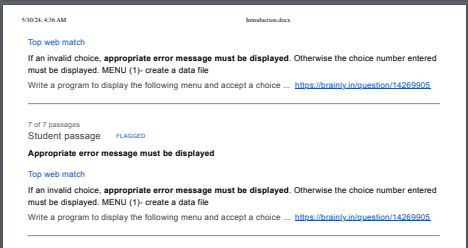 5/10/24, 4:36 AM Introduction.docx
Top web match
If an invalid choice, appropriate error message must be displayed. Otherwise the choice number entered
must be displayed. MENU (1)- create a data file
Write a program to display the following menu and accept a choice ... https://brainly.in/question/14269905
7 of 7 passages
Student passage FLAGGED
Appropriate error message must be displayed
Top web match
If an invalid choice, appropriate error message must be displayed. Otherwise the choice number entered
must be displayed. MENU (1)- create a data file
Write a program to display the following menu and accept a choice ... https://brainly.in/question/14269905